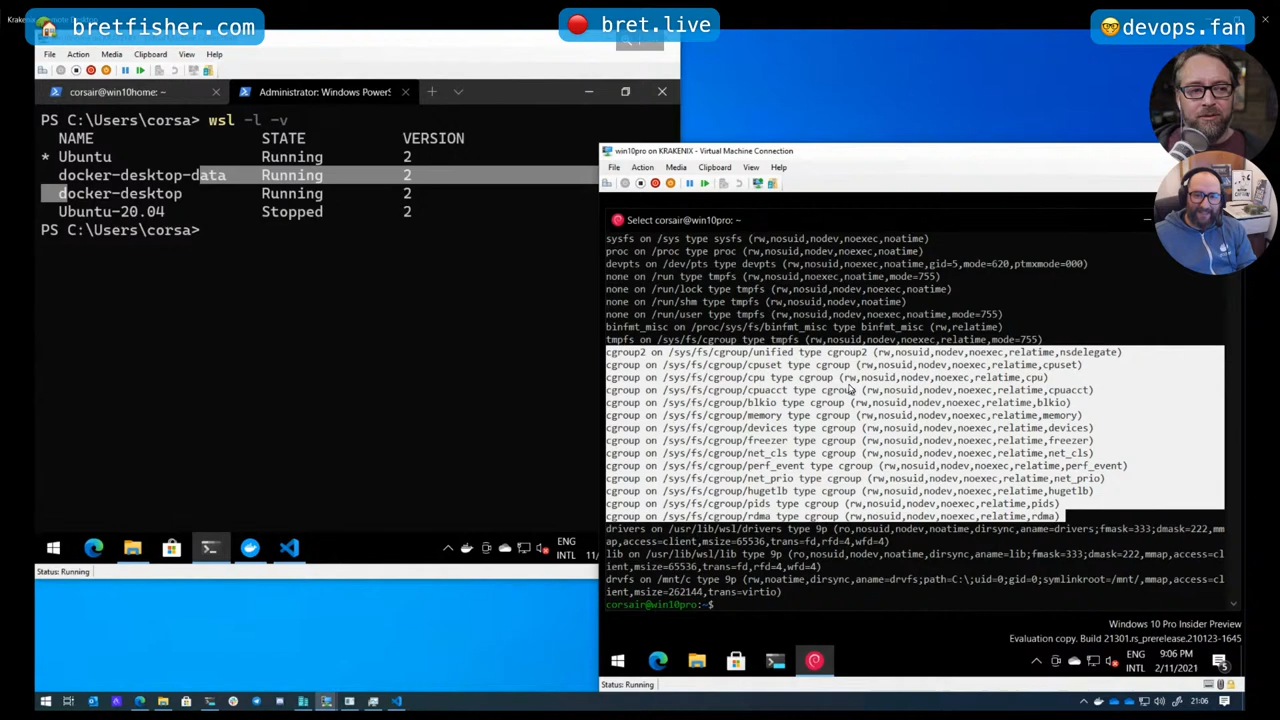 bretfisher.com
bret.live
devops.fan
File Action Media Clipboard View Help
corsair@win10home: ~
Administrator: Windows PowerS
PS C:\Users\corsa> wsl -l -v
NAME STATE VERSION
* Ubuntu Running 2
docker-desktop-data Running 2
docker-desktop Running 2
Ubuntu-20.04 Stopped 2
PS C:\Users\corsa>
ENG
INTL
11/
Status: Running
win10pro on KRAKENIX - Virtual Machine Connection
File Action Media Clipboard View Help
Select corsair@win10pro: ~
sysfs on /sys type sysfs (rw,nosuid,nodev,noexec,noatime)
proc on /proc type proc (rw,nosuid,nodev,noexec,noatime)
devpts on /dev/pts type devpts (rw,nosuid,noexec,noatime,gid=5,mode=620,ptmxmode=000)
none on /run type tmpfs (rw,nosuid,noexec,noatime,mode=755)
none on /run/lock type tmpfs (rw,nosuid,nodev,noexec,noatime)
none on /run/shm type tmpfs (rw,nosuid,nodev,noatime)
none on /run/user type tmpfs (rw,nosuid,nodev,noexec,noatime,mode=755)
binfmt_misc on /proc/sys/fs/binfmt_misc type binfmt_misc (rw,relatime)
tmpfs on /sys/fs/cgroup type tmpfs (rw,nosuid,nodev,noexec,relatime,mode=755)
cgroup2 on /sys/fs/cgroup/unified type cgroup2 (rw,nosuid,nodev,noexec,relatime,nsdelegate)
cgroup on /sys/fs/cgroup/cpuset type cgroup (rw,nosuid,nodev,noexec,relatime,cpuset)
cgroup on /sys/fs/cgroup/cpu type cgroup (rw,nosuid,nodev,noexec,relatime,cpu)
cgroup on /sys/fs/cgroup/cpuacct type cgroup (rw,nosuid,nodev,noexec,relatime,cpuacct)
cgroup on /sys/fs/cgroup/blkio type cgroup (rw,nosuid,nodev,noexec,relatime,blkio)
cgroup on /sys/fs/cgroup/memory type cgroup (rw,nosuid,nodev,noexec,relatime,memory)
cgroup on /sys/fs/cgroup/devices type cgroup (rw,nosuid,nodev,noexec,relatime,devices)
cgroup on /sys/fs/cgroup/freezer type cgroup (rw,nosuid,nodev,noexec,relatime,freezer)
cgroup on /sys/fs/cgroup/net_cls type cgroup (rw,nosuid,nodev,noexec,relatime,net_cls)
cgroup on /sys/fs/cgroup/perf_event type cgroup (rw,nosuid,nodev,noexec,relatime,perf_event)
cgroup on /sys/fs/cgroup/net_prio type cgroup (rw,nosuid,nodev,noexec,relatime,net_prio)
cgroup on /sys/fs/cgroup/hugetlb type cgroup (rw,nosuid,nodev,noexec,relatime,hugetlb)
cgroup on /sys/fs/cgroup/pids type cgroup (rw,nosuid,nodev,noexec,relatime,pids)
cgroup on /sys/fs/cgroup/rdma type cgroup (rw,nosuid,nodev,noexec,relatime,rdma)
drivers on /usr/lib/wsl/drivers type 9p (ro,nosuid,nodev,noatime,dirsync,aname=drivers;fmask=333;dmask=222,mm
ap,access=client,msize=65536,trans=fd,rfd=4,wfd=4)
lib on /usr/lib/wsl/lib type 9p (ro,nosuid,nodev,noatime,dirsync,aname=lib;fmask=333;dmask=222,mmap,access=cl
ient,msize=65536,trans=fd,rfd=4,wfd=4)
drvfs on /mnt/c type 9p (rw,noatime,dirsync,aname=drvfs;path=C:\;uid=0;gid=0;symlinkroot=/mnt/,mmap,access=cl
ient,msize=262144,trans=virtio)
corsair@win10pro:~$
Windows 10 Pro Insider Preview
Evaluation copy. Build 21301.rs_prerelease.210123-1645
ENG
INTL
9:06 PM
2/11/2021
5
Status: Running
21:06